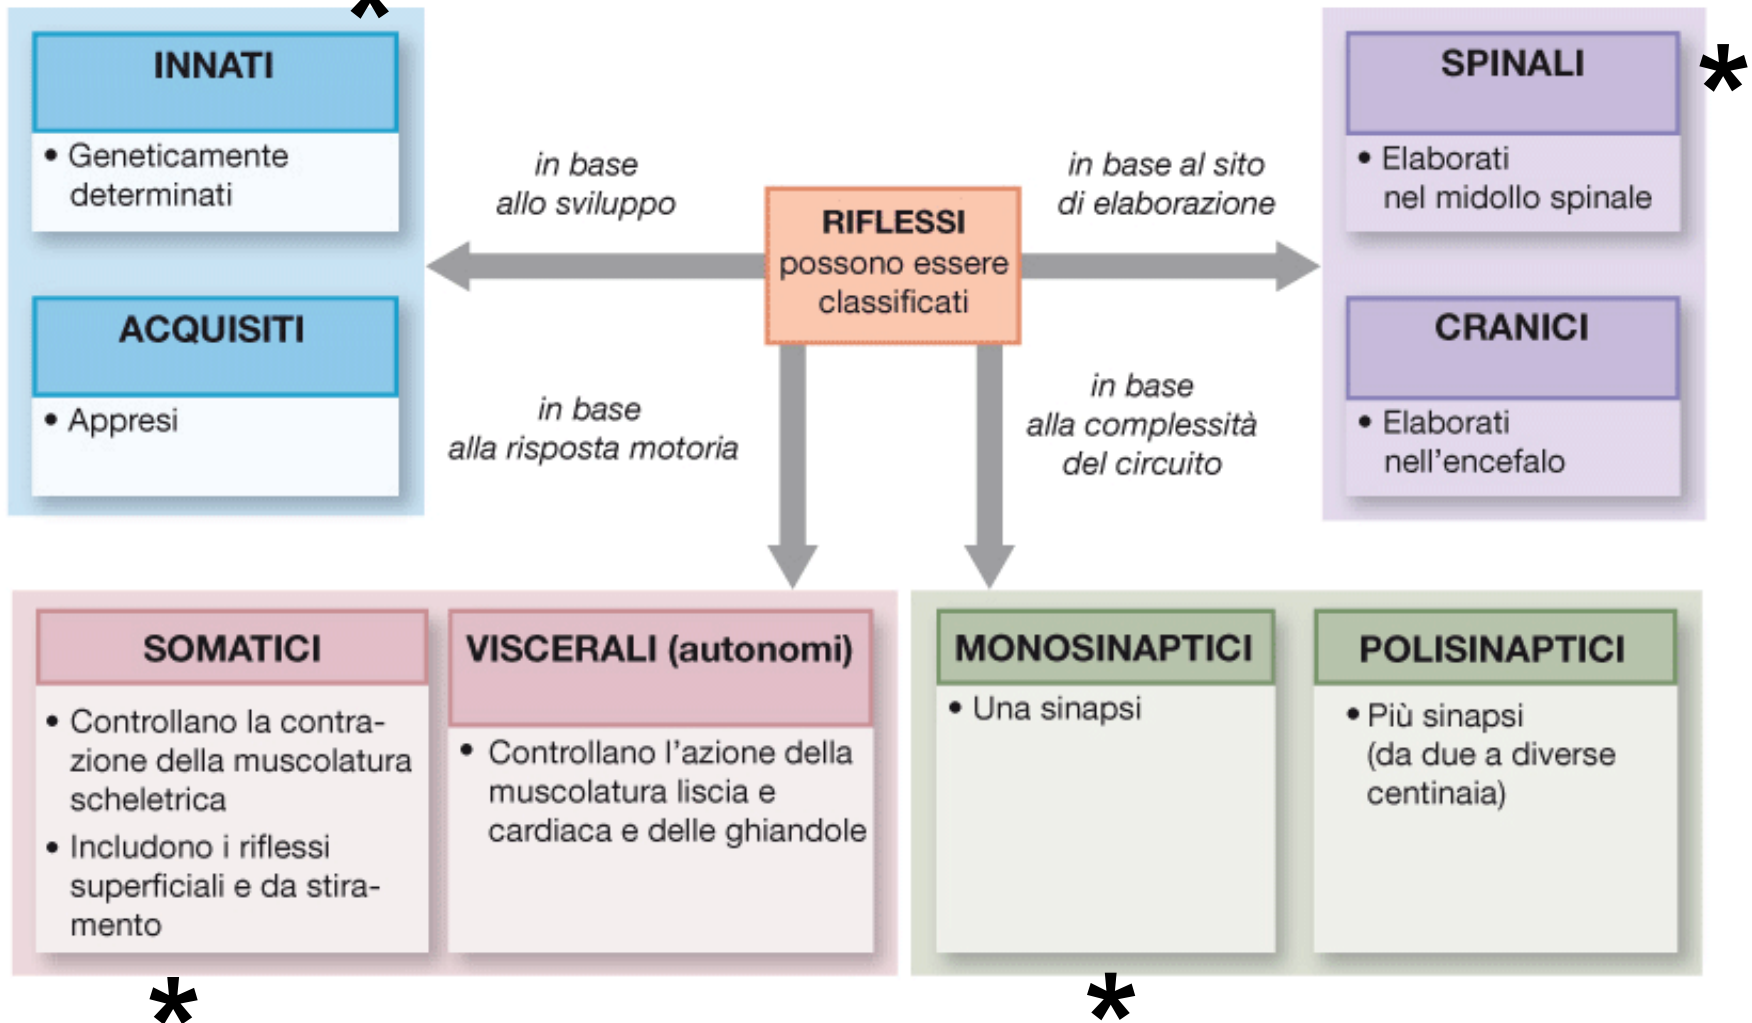 *
INNATI
• Geneticamente
determinati
ACQUISITI
• Appresi
in base
allo sviluppo
RIFLESSI
possono essere
classificati
in base al sito
di elaborazione
SPINALI
*
• Elaborati
nel midollo spinale
CRANICI
• Elaborati
nell'encefalo
in base
alla risposta motoria
in base
alla complessità
del circuito
SOMATICI
• Controllano la contra-
zione della muscolatura
scheletrica
• Includono i riflessi
superficiali e da stira-
mento
*
VISCERALI (autonomi)
• Controllano l'azione della
muscolatura liscia e
cardiaca e delle ghiandole
MONOSINAPTICI
• Una sinapsi
*
POLISINAPTICI
• Più sinapsi
(da due a diverse
centinaia)